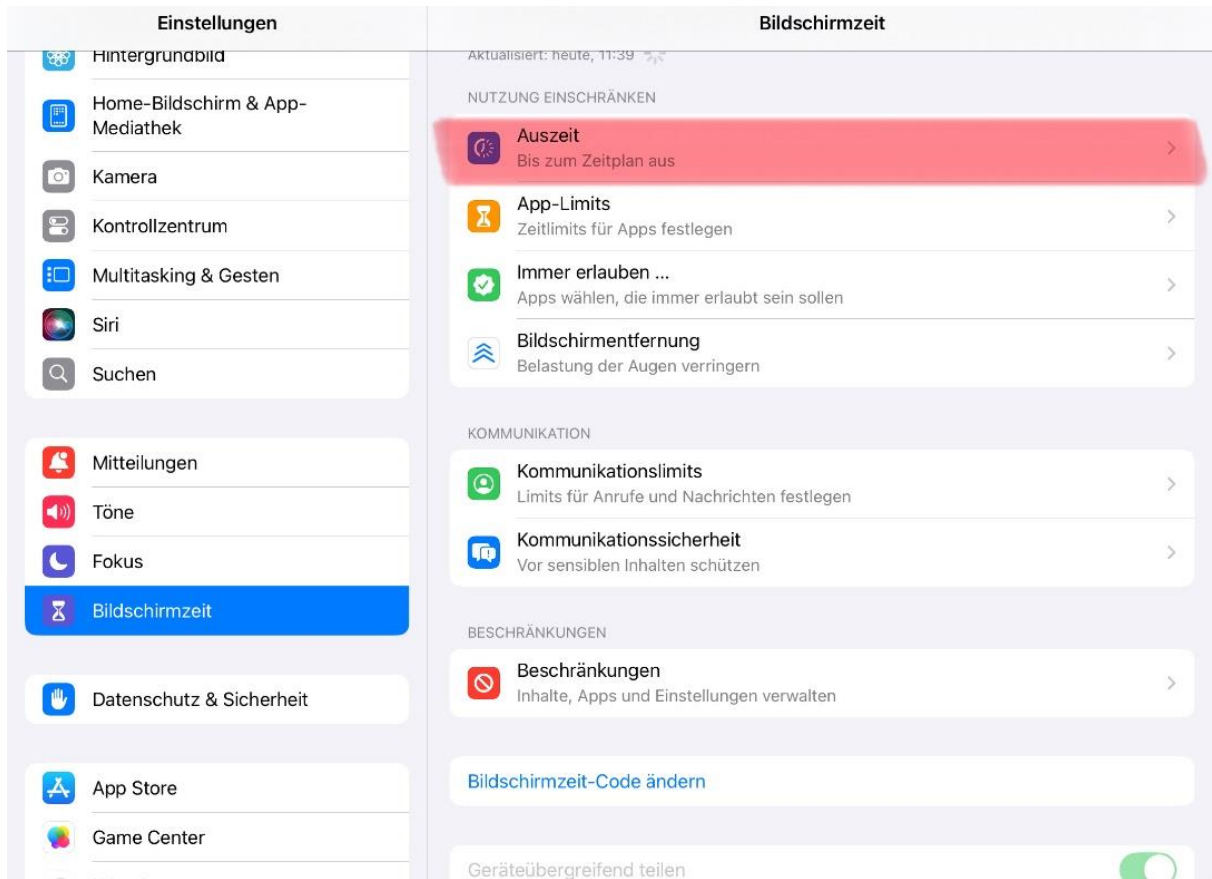 Einstellungen
Hintergrundbild
Home-Bildschirm & App-
Mediathek
Kamera
Kontrollzentrum
Multitasking & Gesten
Siri
Suchen
Mitteilungen
Töne
Fokus
Bildschirmzeit
Datenschutz & Sicherheit
App Store
Game Center
Bildschirmzeit
Aktualisiert: heute, 11:39
NUTZUNG EINSCHRÄNKEN
Auszeit
Bis zum Zeitplan aus
App-Limits
Zeitlimits für Apps festlegen
Immer erlauben ...
Apps wählen, die immer erlaubt sein sollen
Bildschirmentfernung
Belastung der Augen verringern
KOMMUNIKATION
Kommunikationslimits
Limits für Anrufe und Nachrichten festlegen
Kommunikationssicherheit
Vor sensiblen Inhalten schützen
BESCHRÄNKUNGEN
Beschränkungen
Inhalte, Apps und Einstellungen verwalten
Bildschirmzeit-Code ändern
Geräteübergreifend teilen